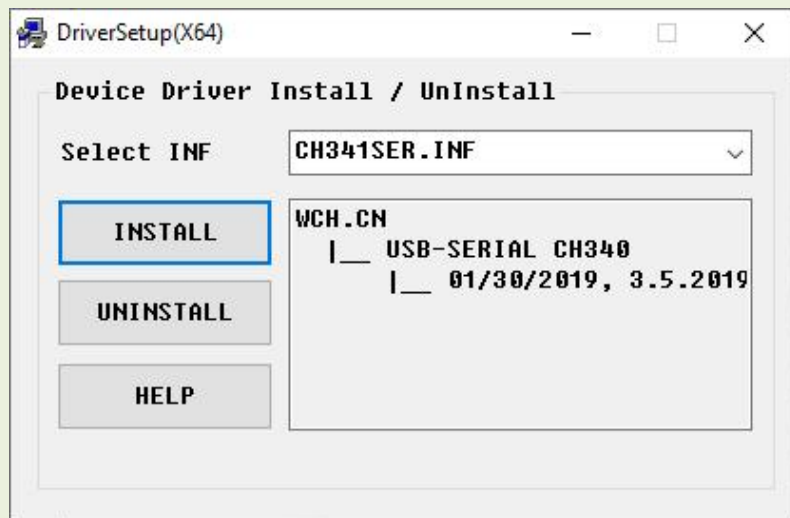 DriverSetup(X64)
Device Driver Install / UnInstall
Select INF
CH341SER.INF
INSTALL
UNINSTALL
HELP
WCH.CN
|__ USB-SERIAL CH340
|__ 01/30/2019, 3.5.2019